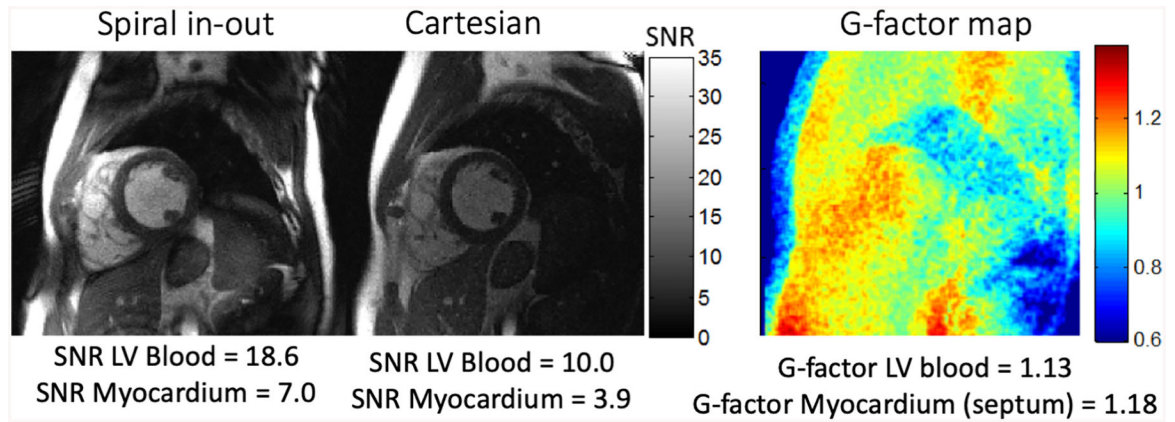 Spiral in-out
Cartesian
SNR
G-factor map
35
30
25
20
15
10
5
0
1.2
1
0.8
0.6
SNR LV Blood = 18.6
SNR Myocardium = 7.0
SNR LV Blood = 10.0
SNR Myocardium = 3.9
G-factor LV blood = 1.13
G-factor Myocardium (septum) = 1.18